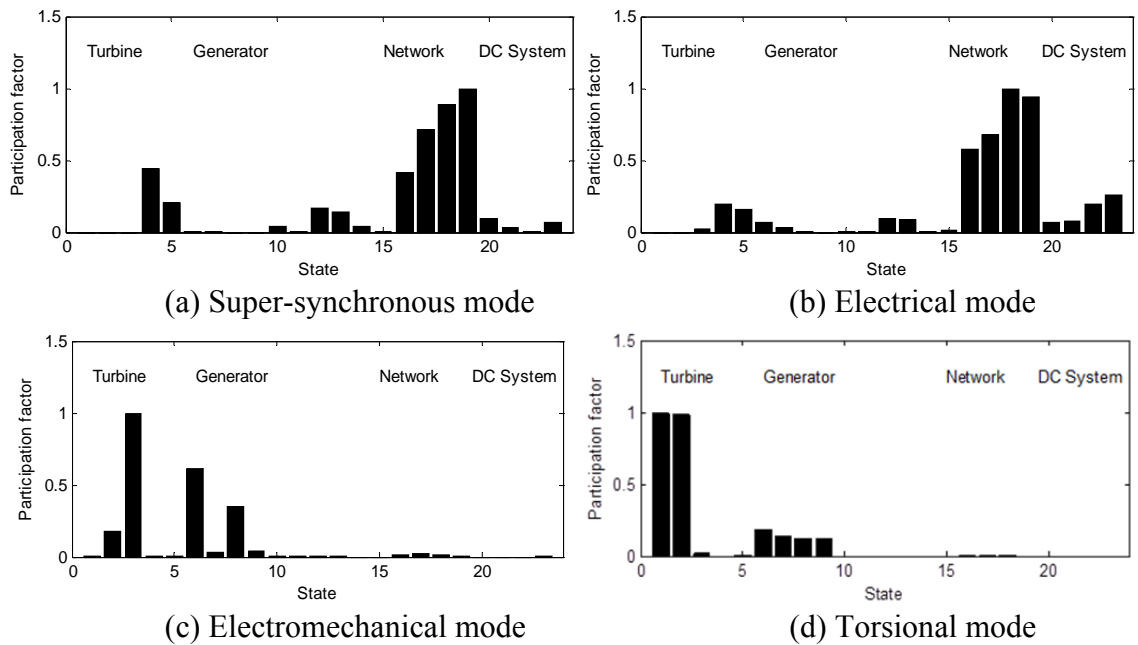 1.5
Turbine Generator Network DC System
1
Participation factor
0.5
0
0 5 10 15 20
State
(a) Super-synchronous mode
1.5
Turbine Generator Network DC System
1
Participation factor
0.5
0
0 5 10 15 20
State
(b) Electrical mode
1.5
Turbine Generator Network DC System
1
Participation factor
0.5
0
0 5 10 15 20
State
(c) Electromechanical mode
1.5
Turbine Generator Network DC System
1
Participation factor
0.5
0
0 5 10 15 20
State
(d) Torsional mode